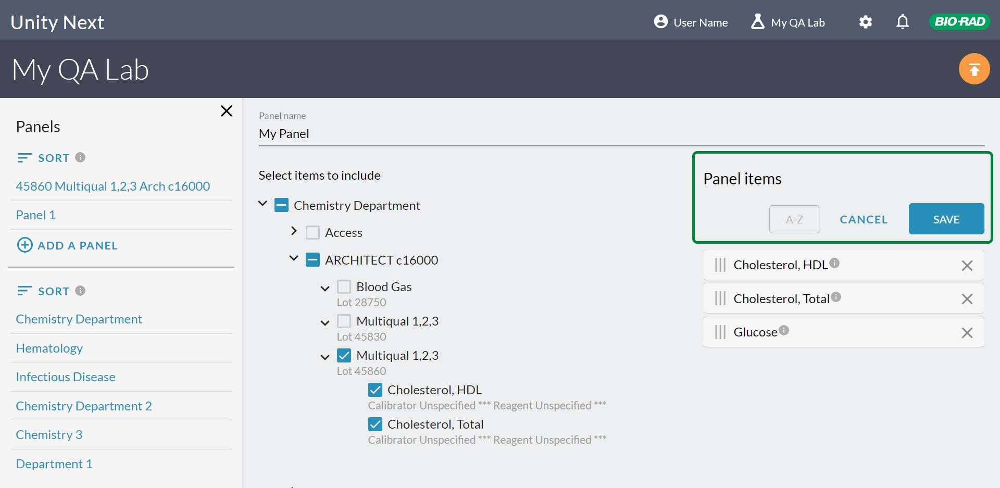 Unity Next
User Name
My QA Lab
BIO-RAD
My QA Lab
Panels
SORT
45860 Multiqual 1,2,3 Arch c16000
Panel 1
ADD A PANEL
SORT
Chemistry Department
Hematology
Infectious Disease
Chemistry Department 2
Chemistry 3
Department 1
Panel name
My Panel
Select items to include
Chemistry Department
Access
ARCHITECT c16000
Blood Gas
Lot 28750
Multiqual 1,2,3
Lot 45830
Multiqual 1,2,3
Lot 45860
Cholesterol, HDL
Calibrator Unspecified *** Reagent Unspecified ***
Cholesterol, Total
Calibrator Unspecified *** Reagent Unspecified ***
Panel items
A-Z
CANCEL
SAVE
Cholesterol, HDL
Cholesterol, Total
Glucose